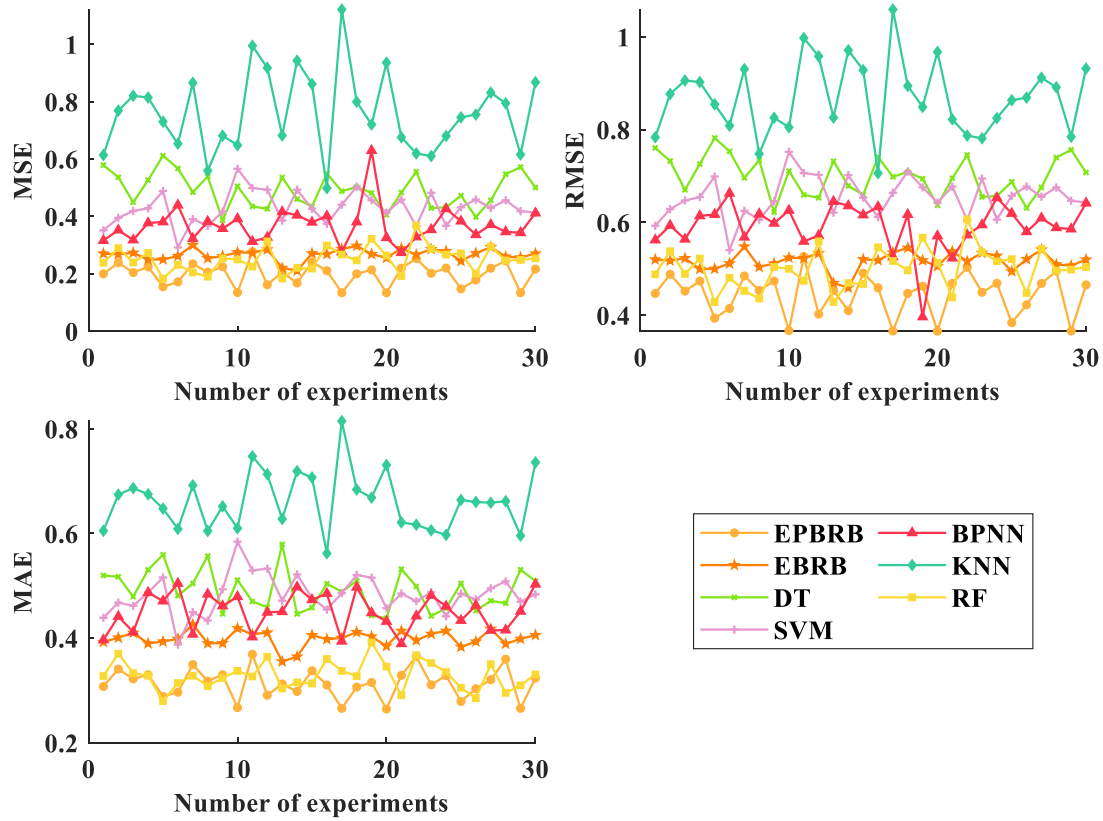 MSE
1
0.8
0.6
0.4
0.2
0
0 10 20 30
Number of experiments
RMSE
1
0.8
0.6
0.4
0 10 20 30
Number of experiments
MAE
0.8
0.6
0.4
0.2
0 10 20 30
Number of experiments
EPBRB
EBRB
DT
SVM
BPNN
KNN
RF